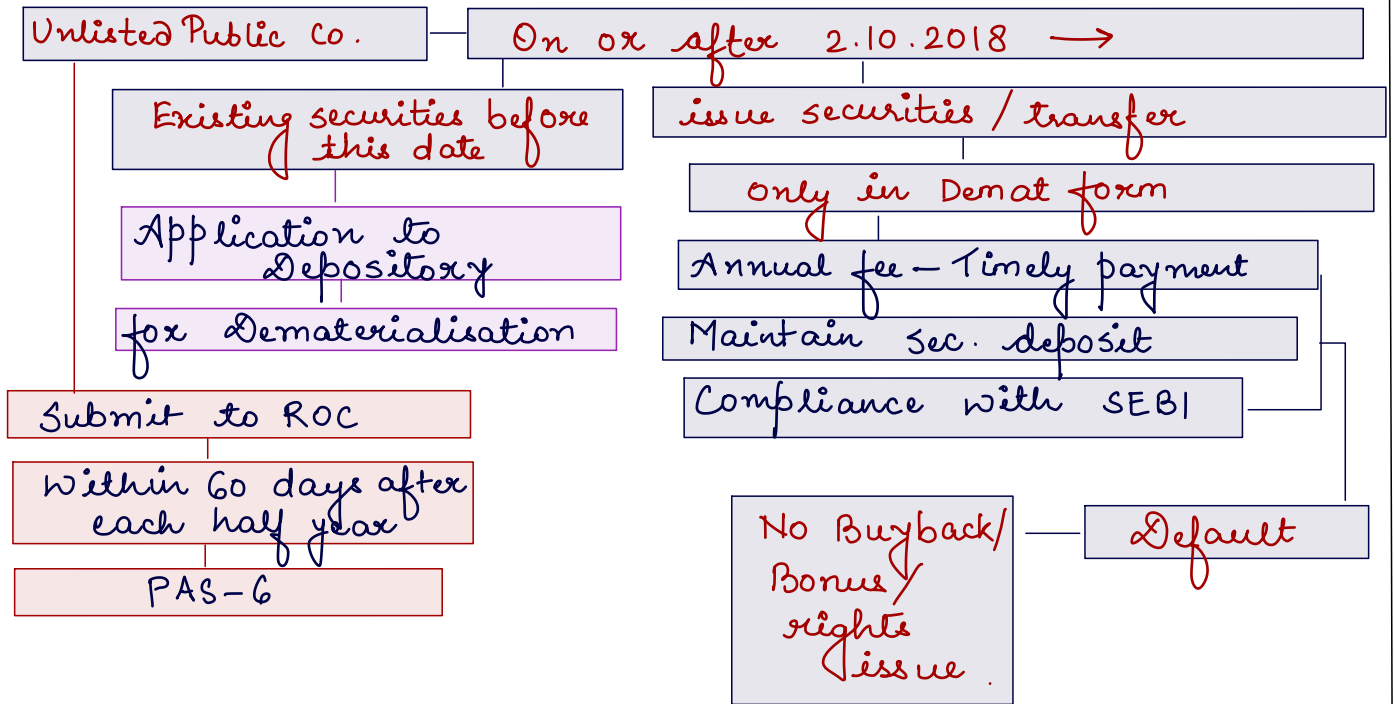 Unlisted Public Co.
On or after 2.10.2018 →
Existing securities before
this date
Application to
Depository
for Dematerialisation
issue securities / transfer
only in Demat form
Annual fee – Timely payment
Maintain sec. deposit
Compliance with SEBI
Default
No Buyback/
Bonus/
rights
issue.
Submit to ROC
Within 60 days after
each half year
PAS-6